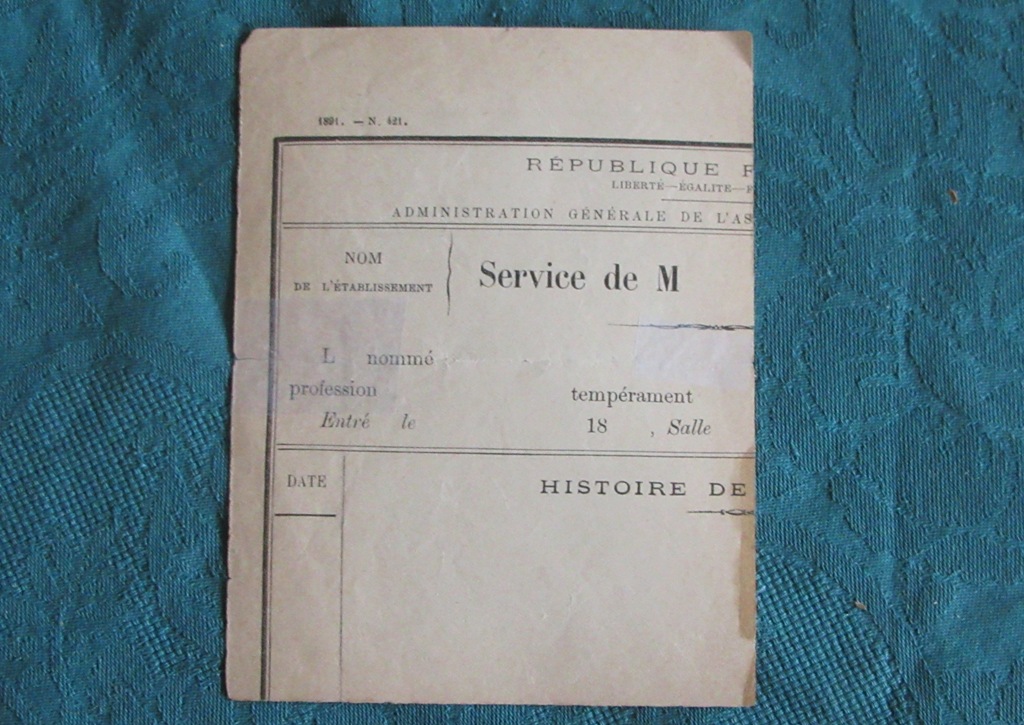 1891. — N. 421.
RÉPUBLIQUE F
LIBERTÉ—ÉGALITÉ—F
ADMINISTRATION GÉNÉRALE DE L'AS
NOM
DE L'ÉTABLISSEMENT
Service de M
L nommé
profession tempérament
Entré le 18 , Salle
DATE
HISTOIRE DE